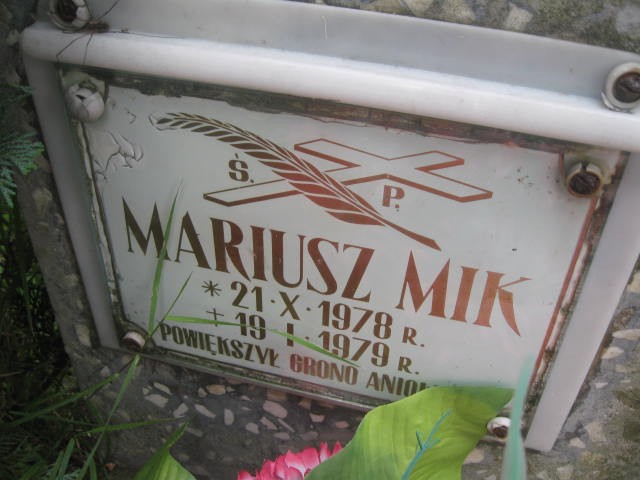 Ś. P.
MARIUSZ MIK
* 21·X·1978 R.
+ 19·I·1979 R.
POWIĘKSZYŁ GRONO